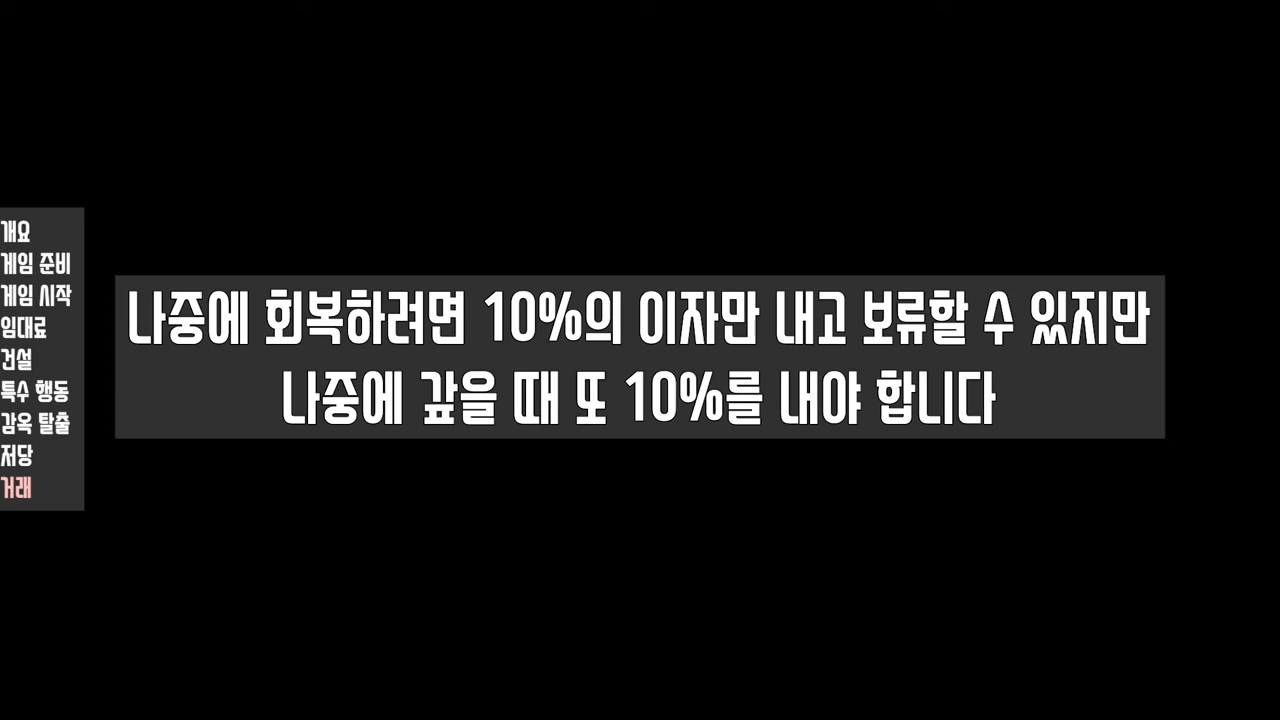 개요
게임 준비
게임 시작
임대료
건설
특수 행동
감옥 탈출
저당
거래
나중에 회복하려면 10%의 이자만 내고 보류할 수 있지만
나중에 갚을 때 또 10%를 내야 합니다